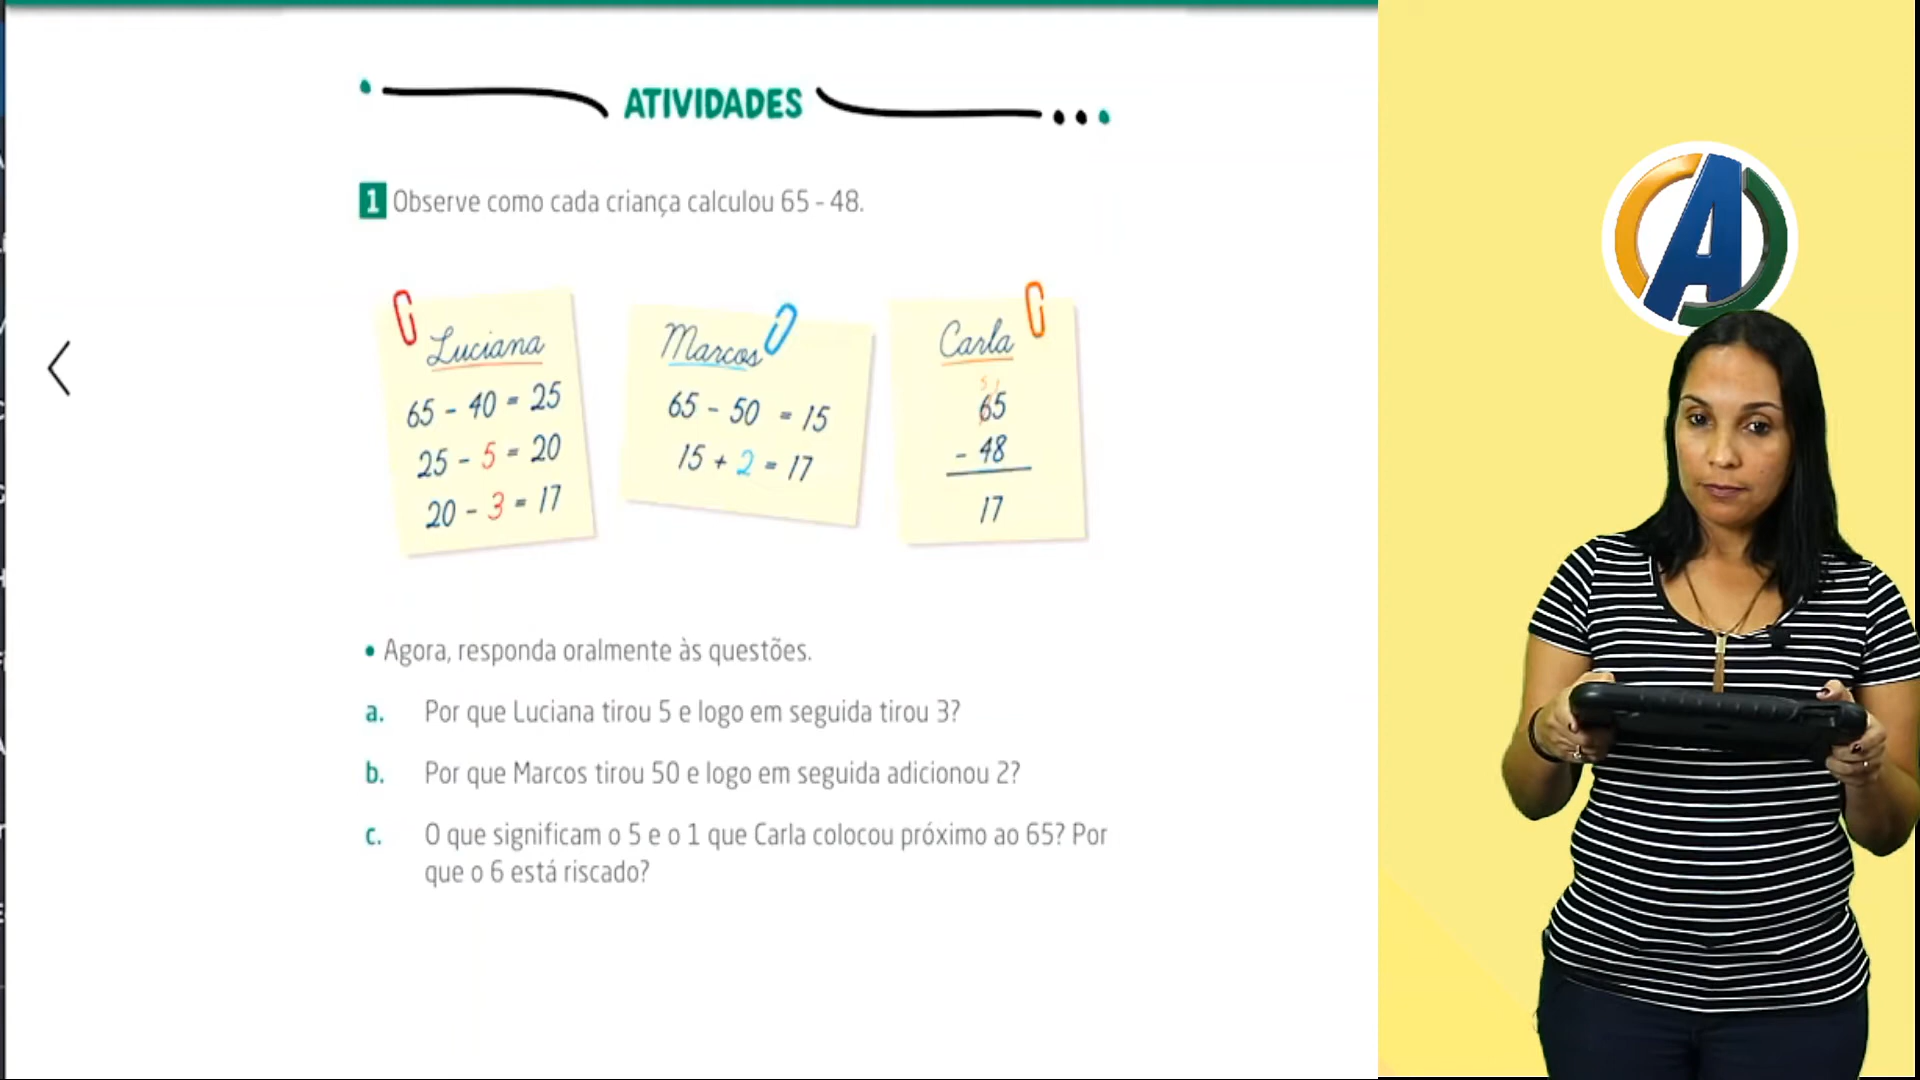 ATIVIDADES
1 Observe como cada criança calculou 65 - 48.
Luciana
65 - 40 = 25
25 - 5 = 20
20 - 3 = 17
Marcos
65 - 50 = 15
15 + 2 = 17
Carla
5 1
65
- 48
17
• Agora, responda oralmente às questões.
a. Por que Luciana tirou 5 e logo em seguida tirou 3?
b. Por que Marcos tirou 50 e logo em seguida adicionou 2?
c. O que significam o 5 e o 1 que Carla colocou próximo ao 65? Por
que o 6 está riscado?
A